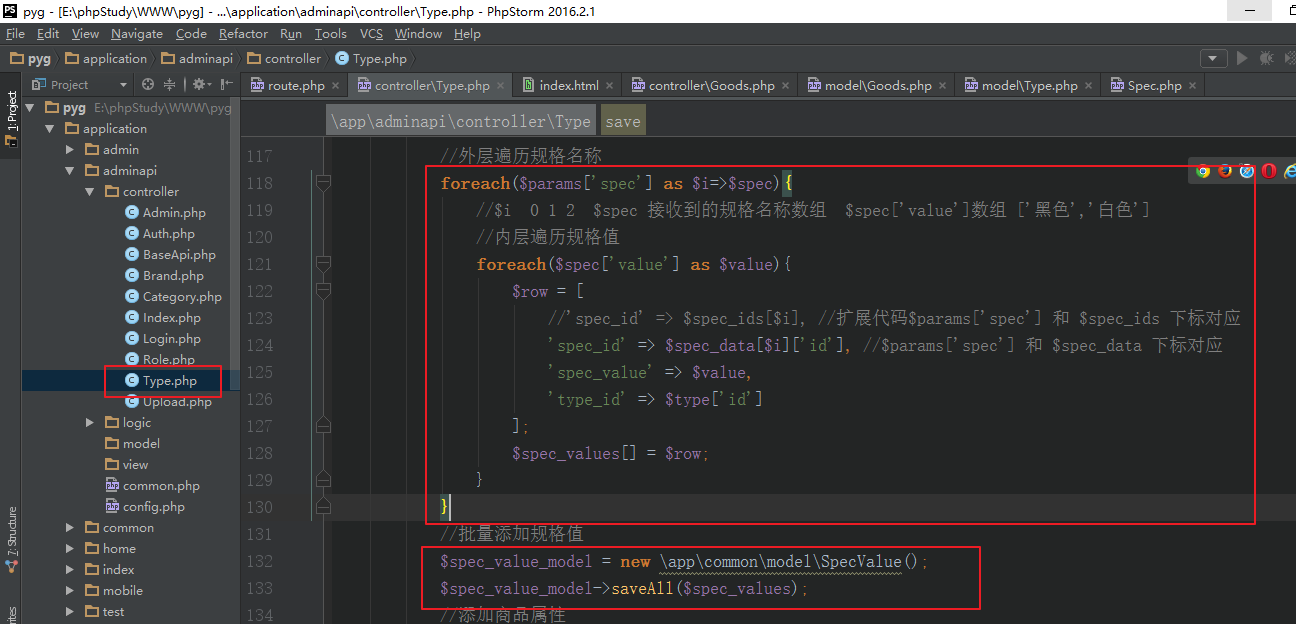 PS pyg - [E:\phpStudy\WWW\pyg] - ...\application\adminapi\controller\Type.php - PhpStorm 2016.2.1
File Edit View Navigate Code Refactor Run Tools VCS Window Help
pyg application adminapi controller Type.php
Project route.php controller\Type.php index.html controller\Goods.php model\Goods.php model\Type.php Spec.php
1: Project
7: Structure
pyg E:\phpStudy\WWW\pyg
application
admin
adminapi
controller
Admin.php
Auth.php
BaseApi.php
Brand.php
Category.php
Index.php
Login.php
Role.php
Type.php
Upload.php
logic
model
view
common.php
config.php
common
home
index
mobile
test
\app\adminapi\controller\Type save
117 //外层遍历规格名称
118 foreach($params['spec'] as $i=>$spec){
119 //$i 0 1 2 $spec 接收到的规格名称数组 $spec['value']数组 ['黑色','白色']
120 //内层遍历规格值
121 foreach($spec['value'] as $value){
122 $row = [
123 //'spec_id' => $spec_ids[$i], //扩展代码$params['spec'] 和 $spec_ids 下标对应
124 'spec_id' => $spec_data[$i]['id'], //$params['spec'] 和 $spec_data 下标对应
125 'spec_value' => $value,
126 'type_id' => $type['id']
127 ];
128 $spec_values[] = $row;
129 }
130 }
131 //批量添加规格值
132 $spec_value_model = new \app\common\model\SpecValue();
133 $spec_value_model->saveAll($spec_values);
134 //添加商品属性